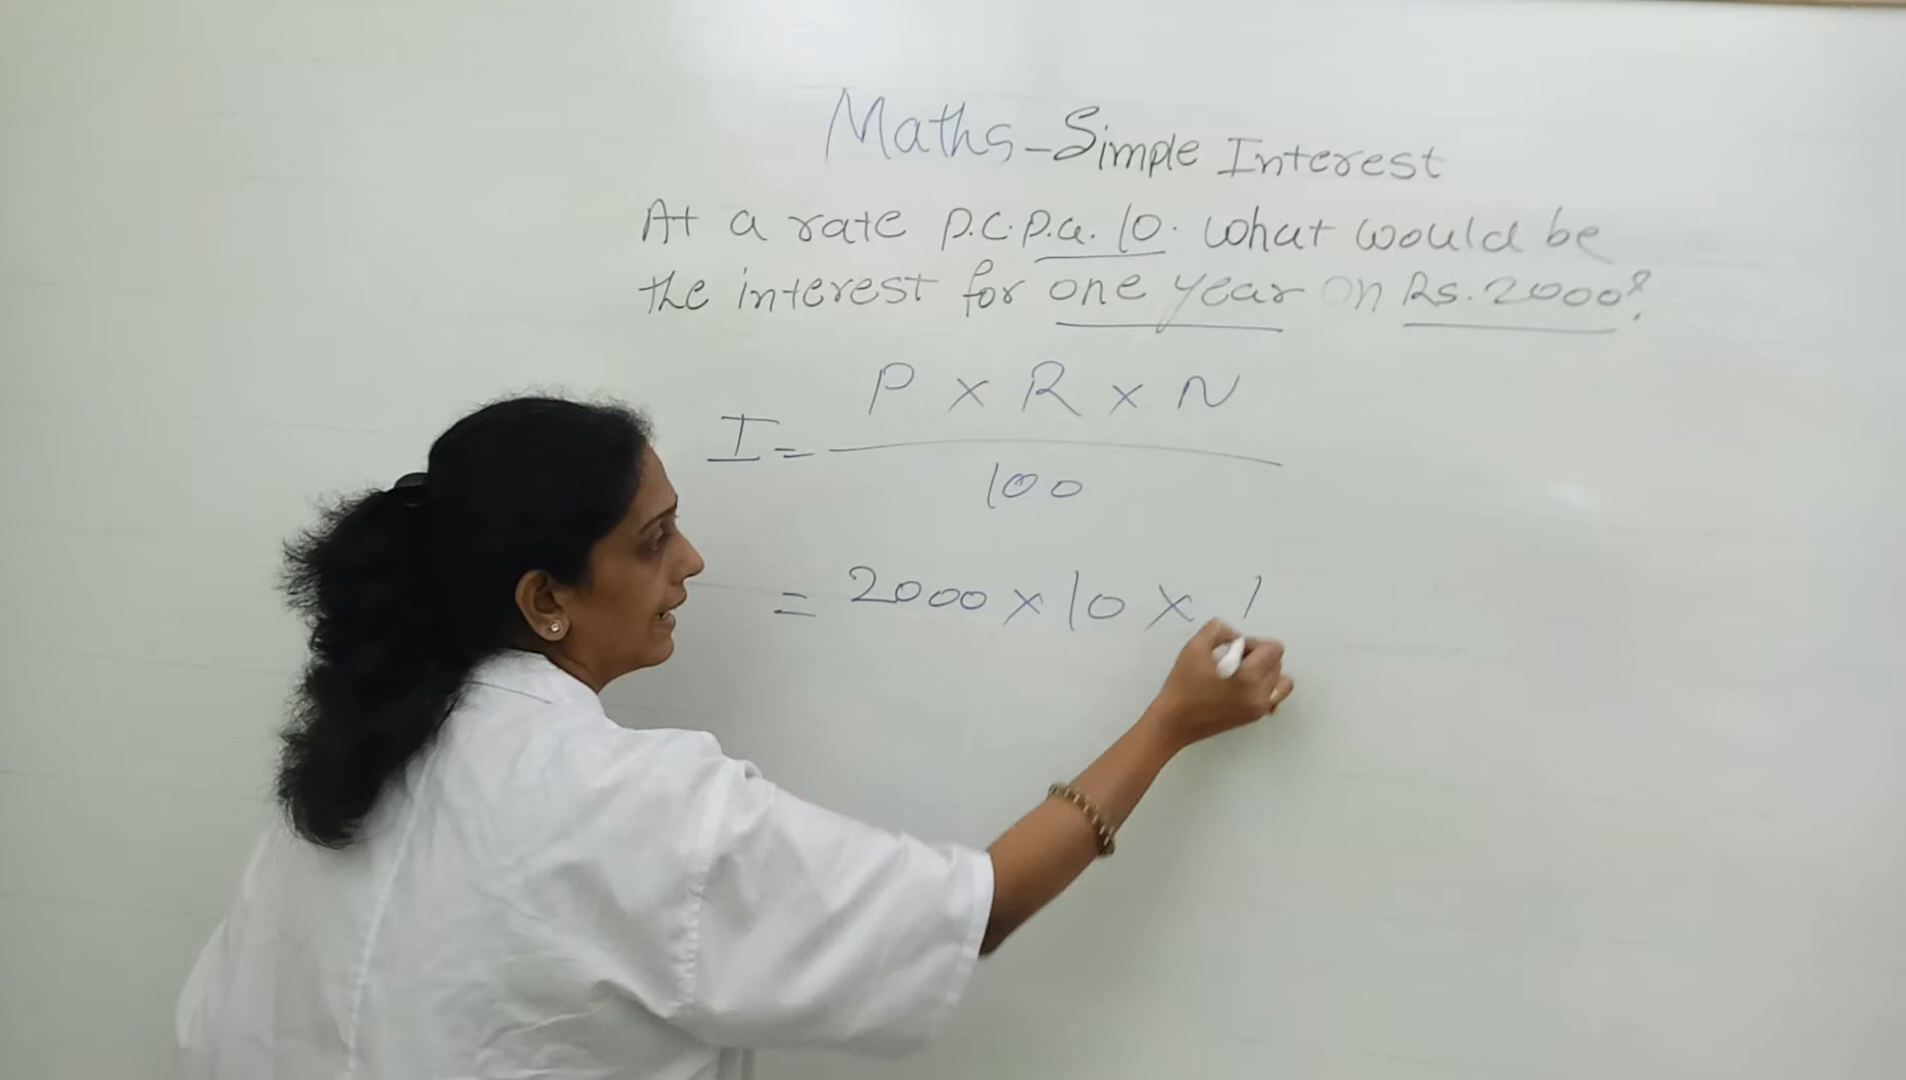 Maths-Simple Interest
At a rate p.c.p.a. 10. what would be
the interest for one year on Rs. 2000?
P × R × N
I =
100
= 2000 × 10 × 1